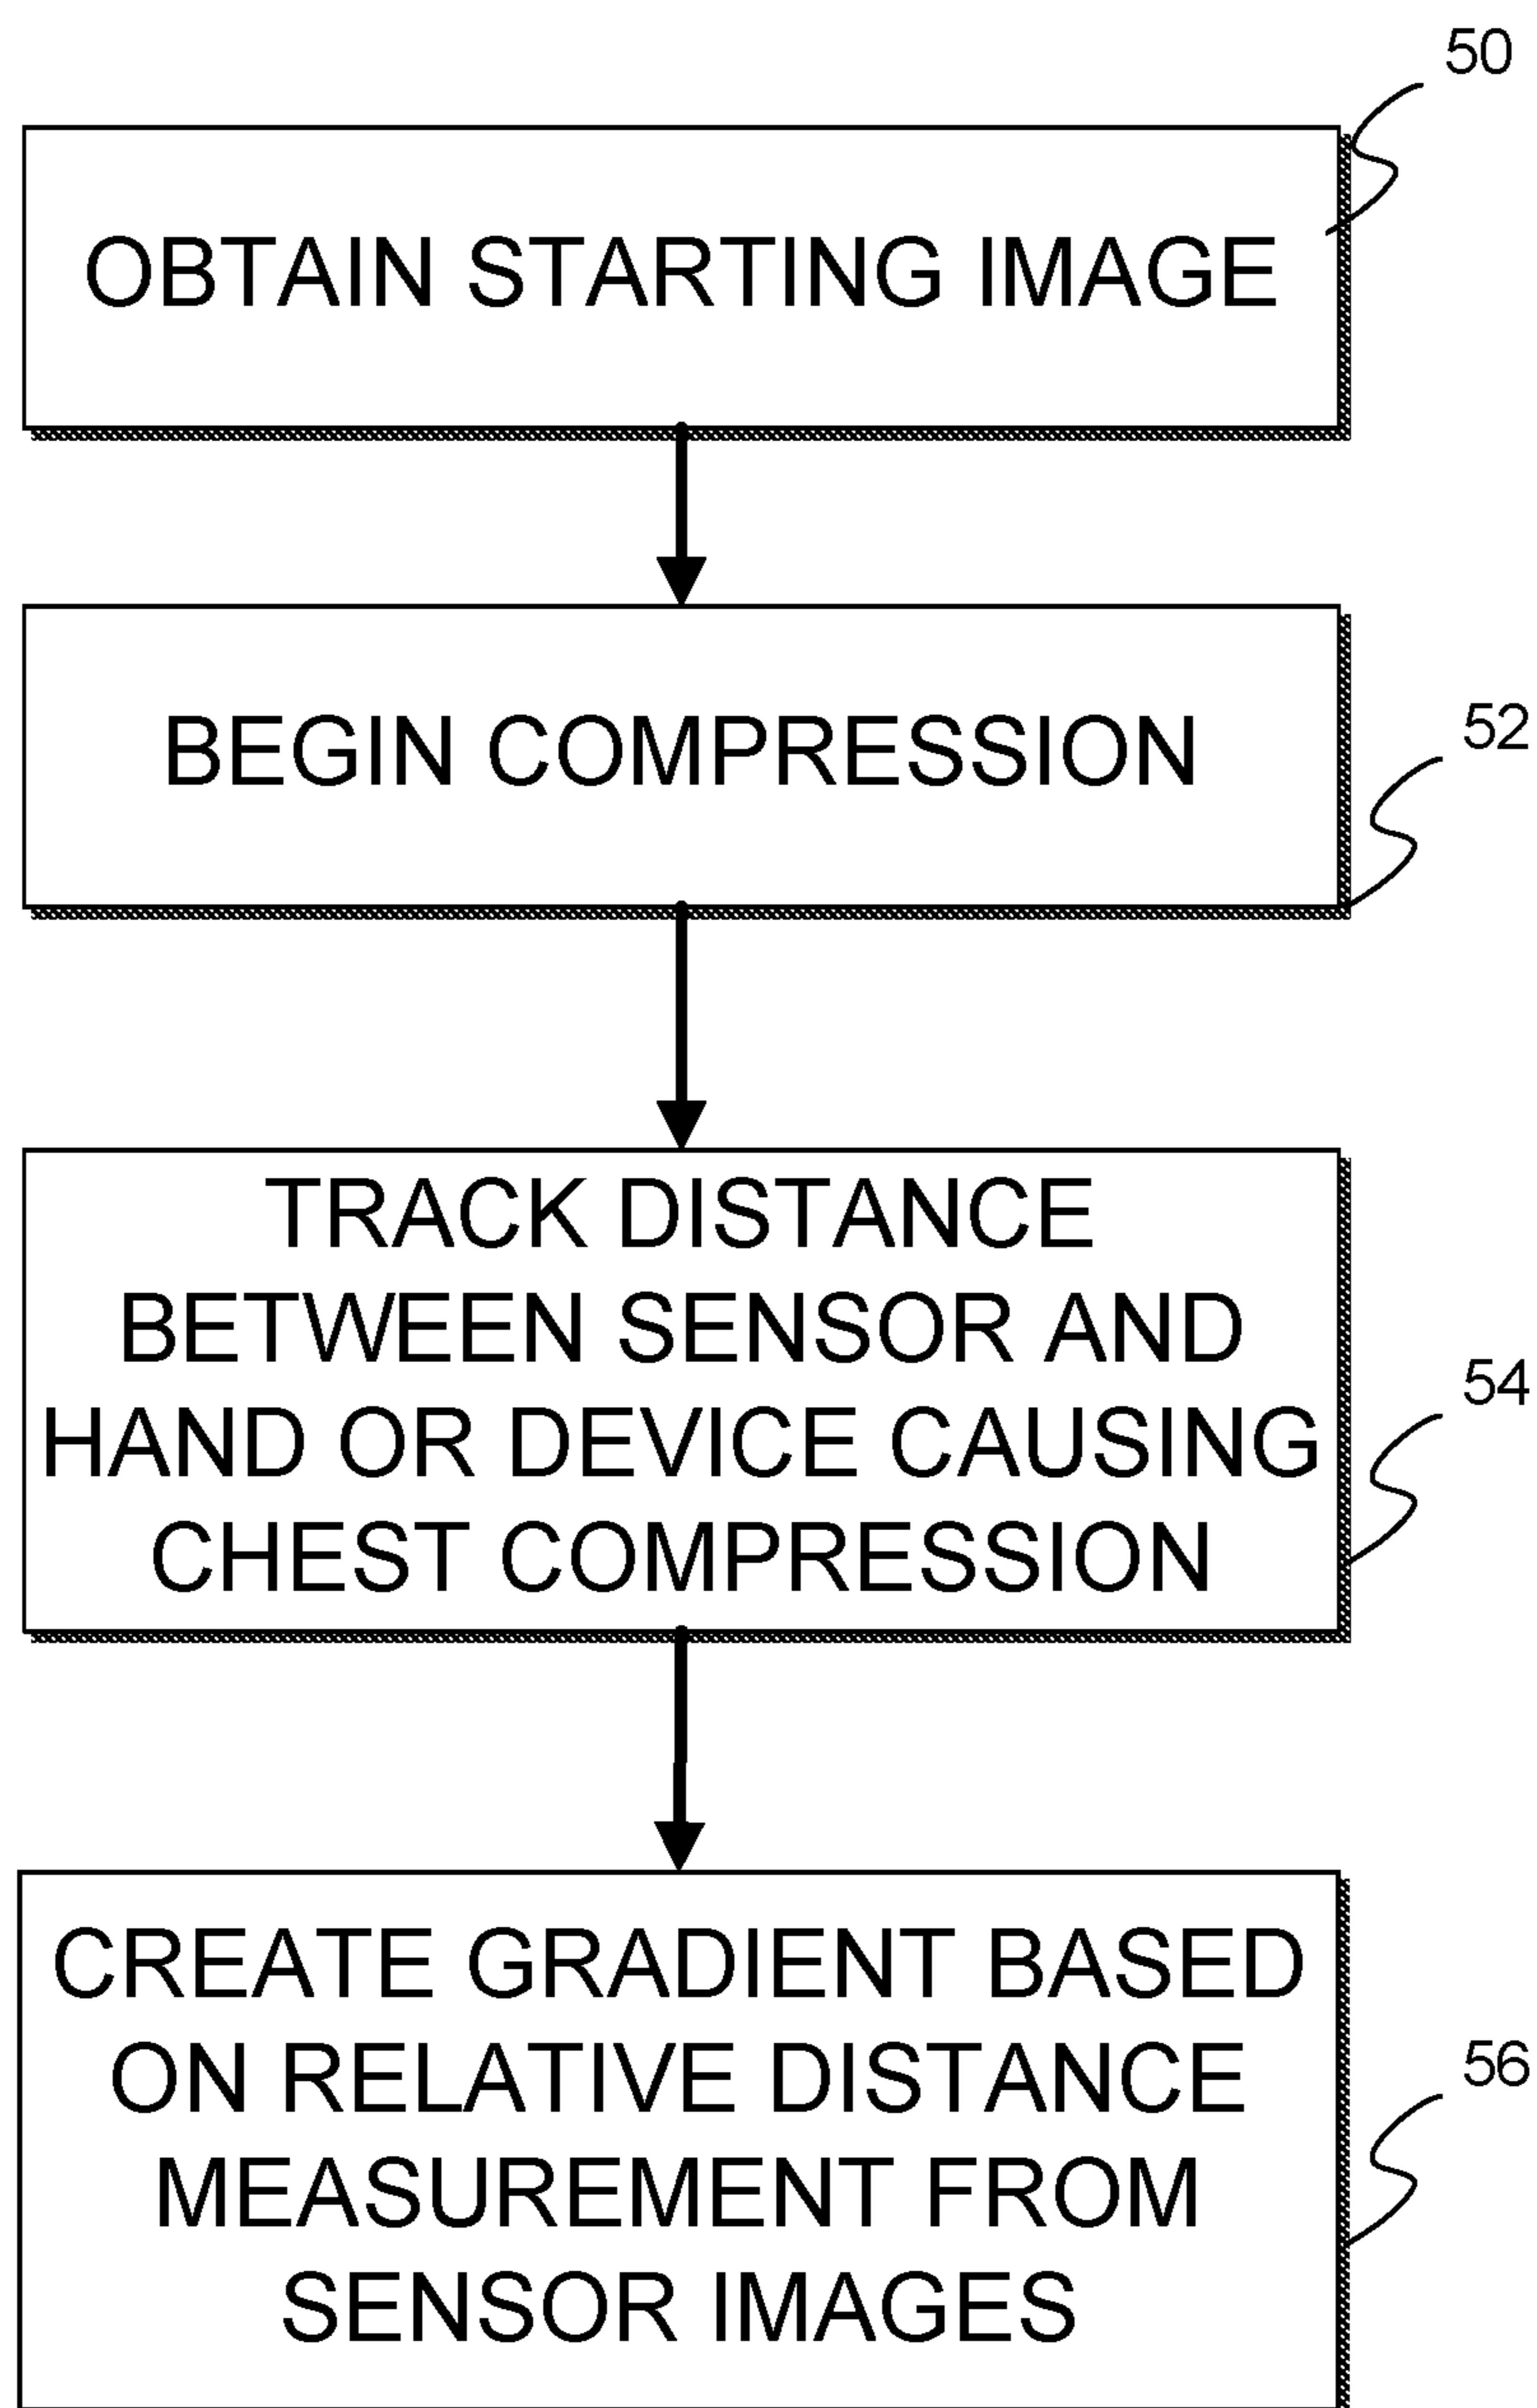 50
OBTAIN STARTING IMAGE
BEGIN COMPRESSION
52
TRACK DISTANCE
BETWEEN SENSOR AND
HAND OR DEVICE CAUSING
CHEST COMPRESSION
54
CREATE GRADIENT BASED
ON RELATIVE DISTANCE
MEASUREMENT FROM
SENSOR IMAGES
56